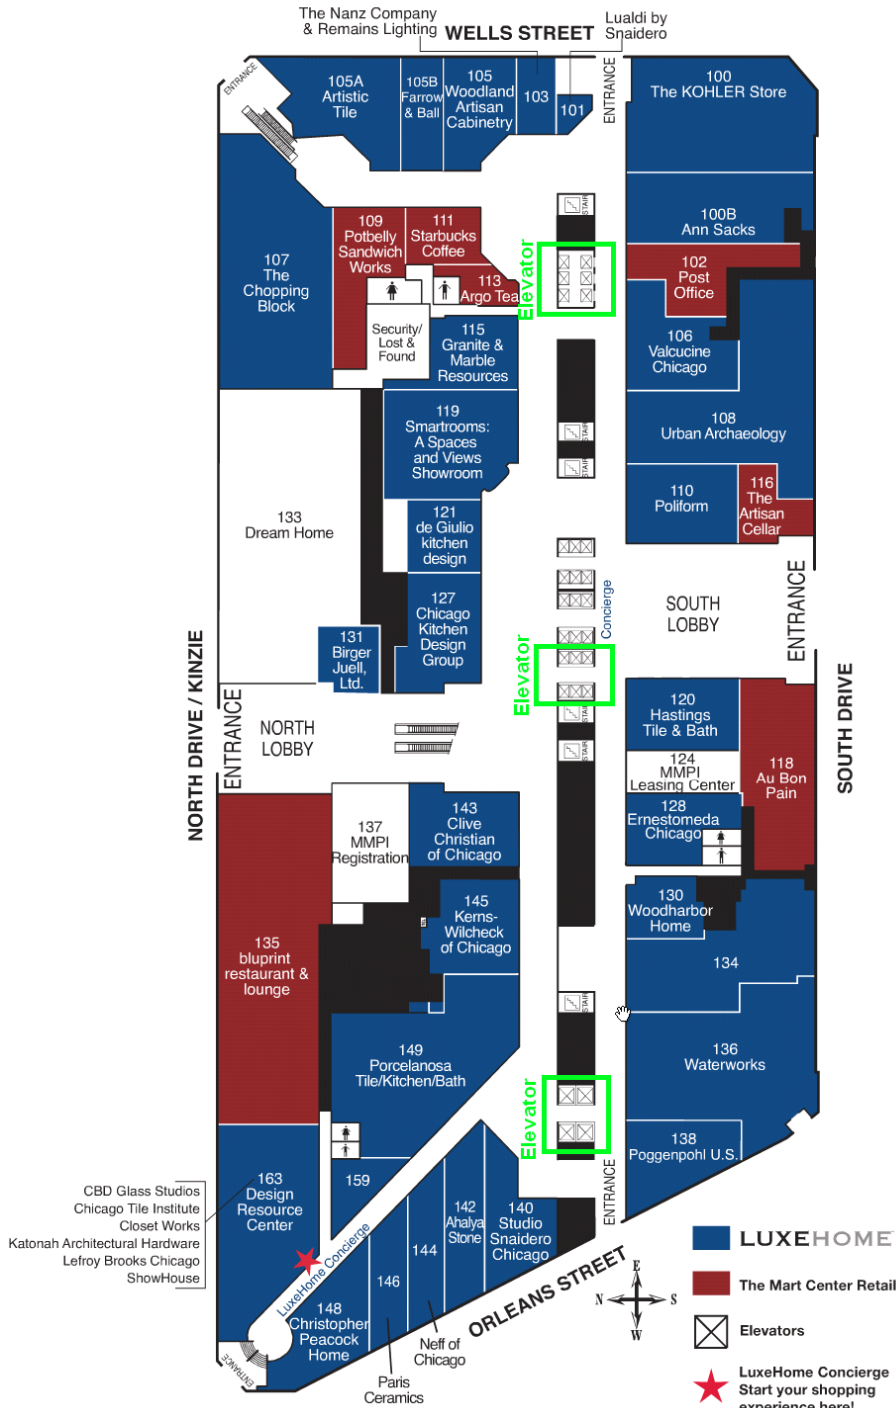 The Nanz Company
& Remains Lighting
WELLS STREET
Lualdi by
Snaidero
ENTRANCE
105A
Artistic
Tile
105B
Farrow
& Ball
105
Woodland
Artisan
Cabinetry
103
101
ENTRANCE
100
The KOHLER Store
STAIR
100B
Ann Sacks
109
Potbelly
Sandwich
Works
111
Starbucks
Coffee
113
Argo Tea
107
The
Chopping
Block
Elevator
102
Post
Office
Security/
Lost &
Found
115
Granite &
Marble
Resources
106
Valcucine
Chicago
119
Smartrooms:
A Spaces
and Views
Showroom
STAIR
STAIR
108
Urban Archaeology
110
Poliform
116
The
Artisan
Cellar
133
Dream Home
121
de Giulio
kitchen
design
127
Chicago
Kitchen
Design
Group
Concierge
SOUTH
LOBBY
ENTRANCE
131
Birger
Juell,
Ltd.
NORTH DRIVE / KINZIE
ENTRANCE
NORTH
LOBBY
Elevator
STAIR
STAIR
120
Hastings
Tile & Bath
124
MMPI
Leasing Center
118
Au Bon
Pain
SOUTH DRIVE
128
Ernestomeda
Chicago
137
MMPI
Registration
143
Clive
Christian
of Chicago
145
Kerns-
Wilcheck
of Chicago
130
Woodharbor
Home
135
bluprint
restaurant &
lounge
134
STAIR
149
Porcelanosa
Tile/Kitchen/Bath
136
Waterworks
Elevator
138
Poggenpohl U.S.
163
Design
Resource
Center
159
CBD Glass Studios
Chicago Tile Institute
Closet Works
Katonah Architectural Hardware
Lefroy Brooks Chicago
ShowHouse
LuxeHome Concierge
142
Ahalya
Stone
140
Studio
Snaidero
Chicago
ENTRANCE
144
146
148
Christopher
Peacock
Home
ENTRANCE
Neff of
Chicago
Paris
Ceramics
ORLEANS STREET
E
N
S
W
LUXEHOME
The Mart Center Retail
Elevators
LuxeHome Concierge
Start your shopping
experience here!